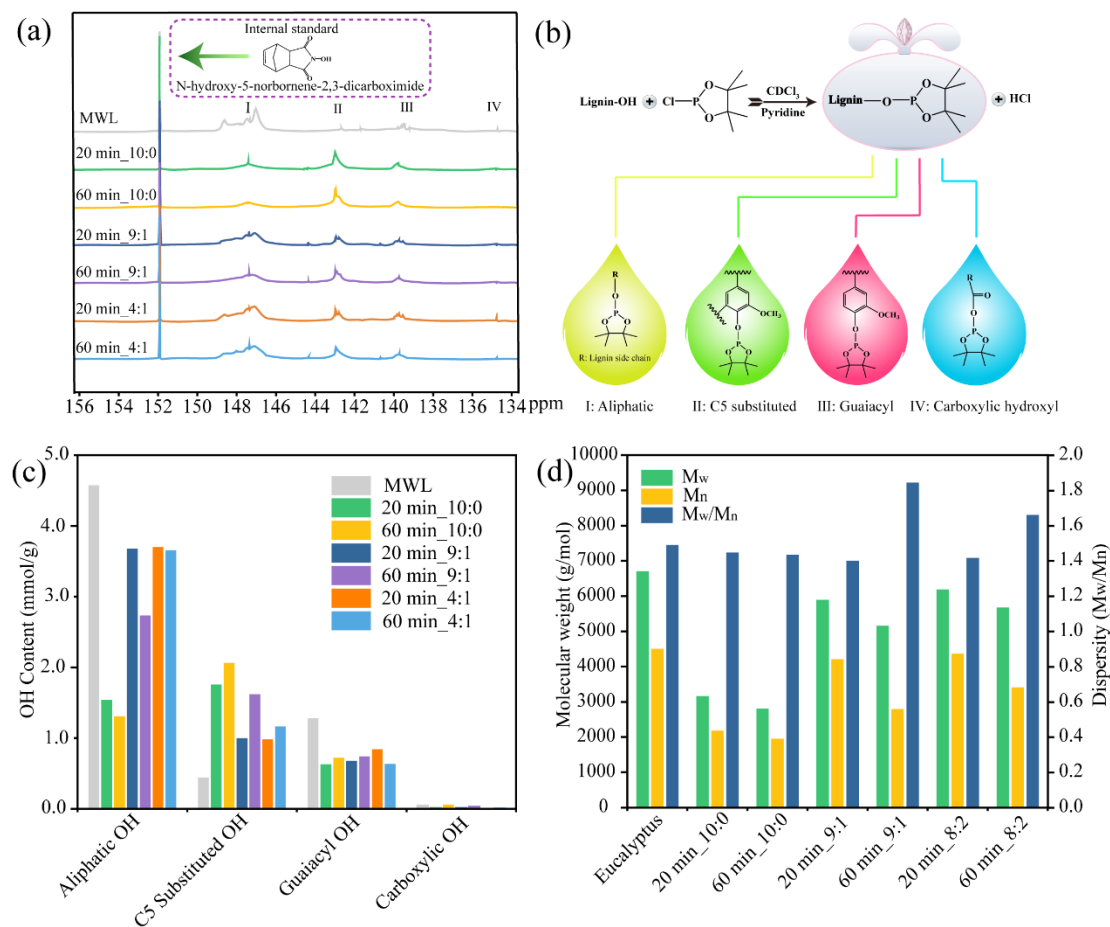 (a)
Internal standard
O
N-OH
O
N-hydroxy-5-norbornene-2,3-dicarboximide
I II III IV
MWL
20 min_10:0
60 min_10:0
20 min_9:1
60 min_9:1
20 min_4:1
60 min_4:1
156 154 152 151 148 147 143 142 139 138 136 135 134 ppm
(b)
Lignin-OH + Cl-P O O CDCl3 Pyridine Lignin-O-P O O + HCl
R
O
P
O O
R: Lignin side chain
OCH3
O
P
O O
OCH3
O
P
O O
R
C
O
O
P
O O
I: Aliphatic II: C5 substituted III: Guaiacyl IV: Carboxylic hydroxyl
(c)
OH Content (mmol/g)
5.0
4.0
3.0
2.0
1.0
0.0
MWL
20 min_10:0
60 min_10:0
20 min_9:1
60 min_9:1
20 min_4:1
60 min_4:1
Aliphatic OH
C5 Substituted OH
Guaiacyl OH
Carboxylic OH
(d)
Molecular weight (g/mol)
10000
9000
8000
7000
6000
5000
4000
3000
2000
1000
0
Mw
Mn
Mw/Mn
2.0
1.8
1.6
1.4
1.2
1.0
0.8
0.6
0.4
0.2
0.0
Dispersity (Mw/Mn)
Eucalyptus
20 min_10:0
60 min_10:0
20 min_9:1
60 min_9:1
20 min_8:2
60 min_8:2